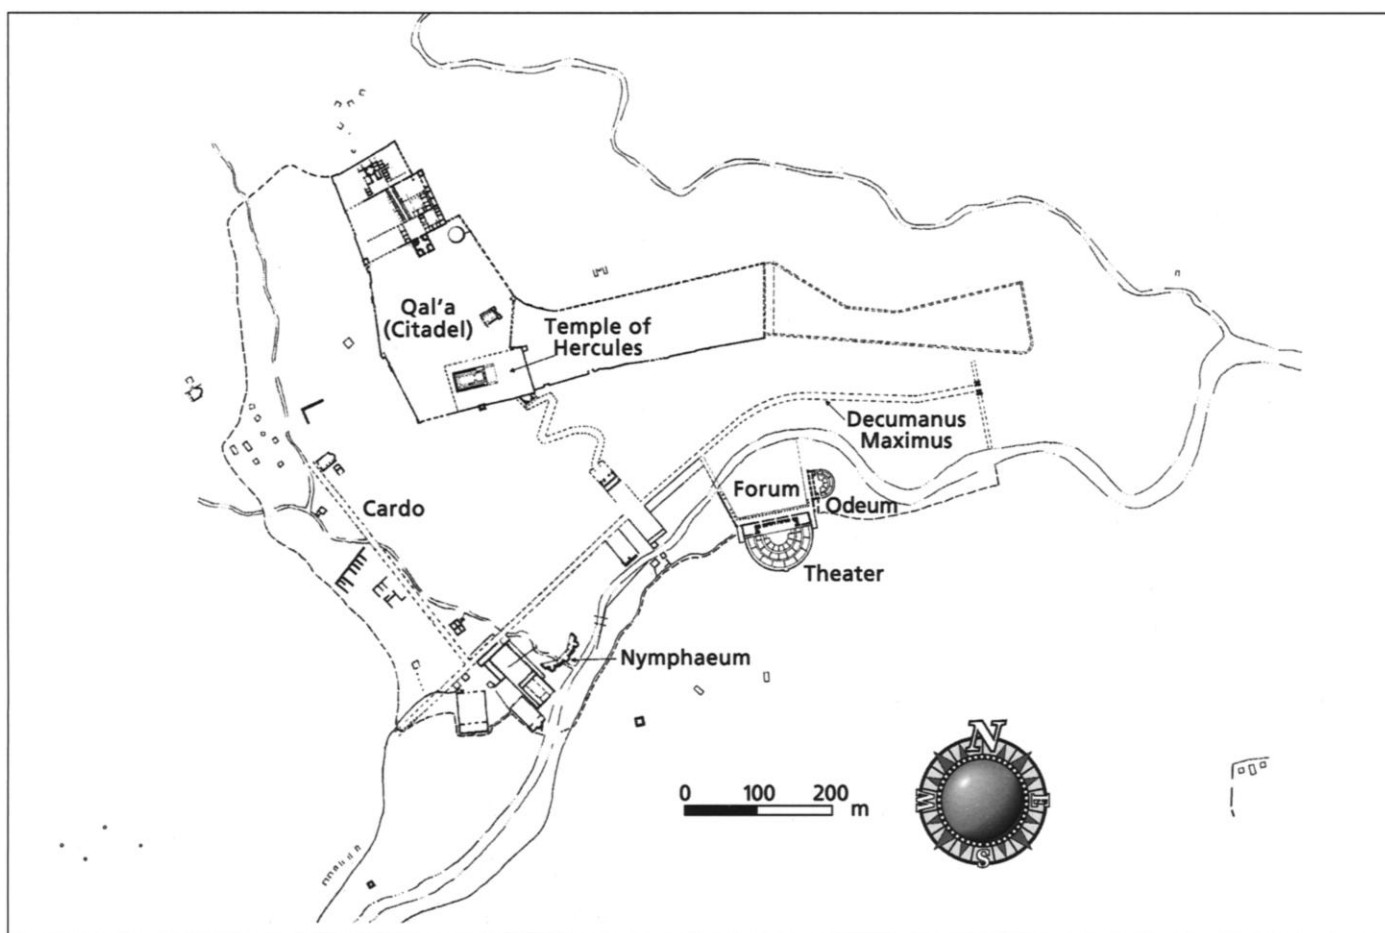 Qal'a
(Citadel)
Temple of
Hercules
Decumanus
Maximus
Cardo
Forum
Odeum
Theater
Nymphaeum
0 100 200 m
N
W E
S